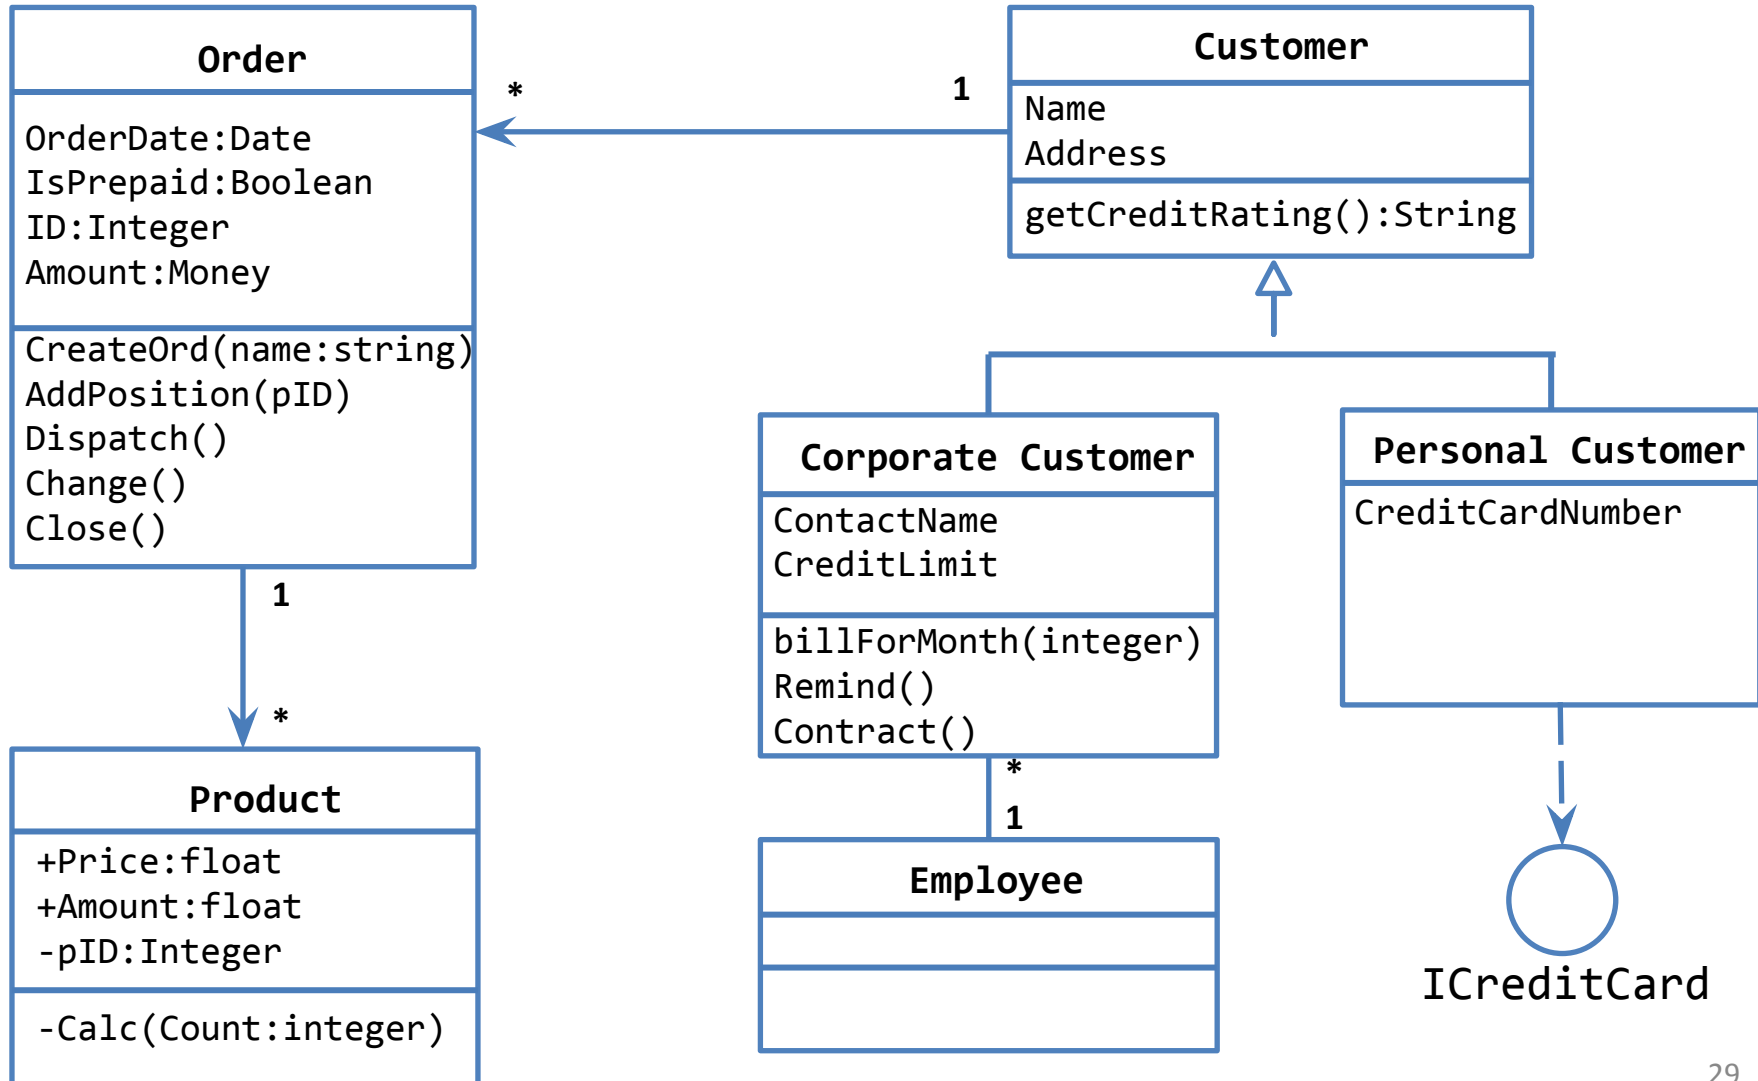 Order
OrderDate:Date
IsPrepaid:Boolean
ID:Integer
Amount:Money
CreateOrd(name:string)
AddPosition(pID)
Dispatch()
Change()
Close()
*
1
Customer
Name
Address
getCreditRating():String
1
*
Product
+Price:float
+Amount:float
-pID:Integer
-Calc(Count:integer)
Corporate Customer
ContactName
CreditLimit
billForMonth(integer)
Remind()
Contract()
*
1
Employee
Personal Customer
CreditCardNumber
ICreditCard
29